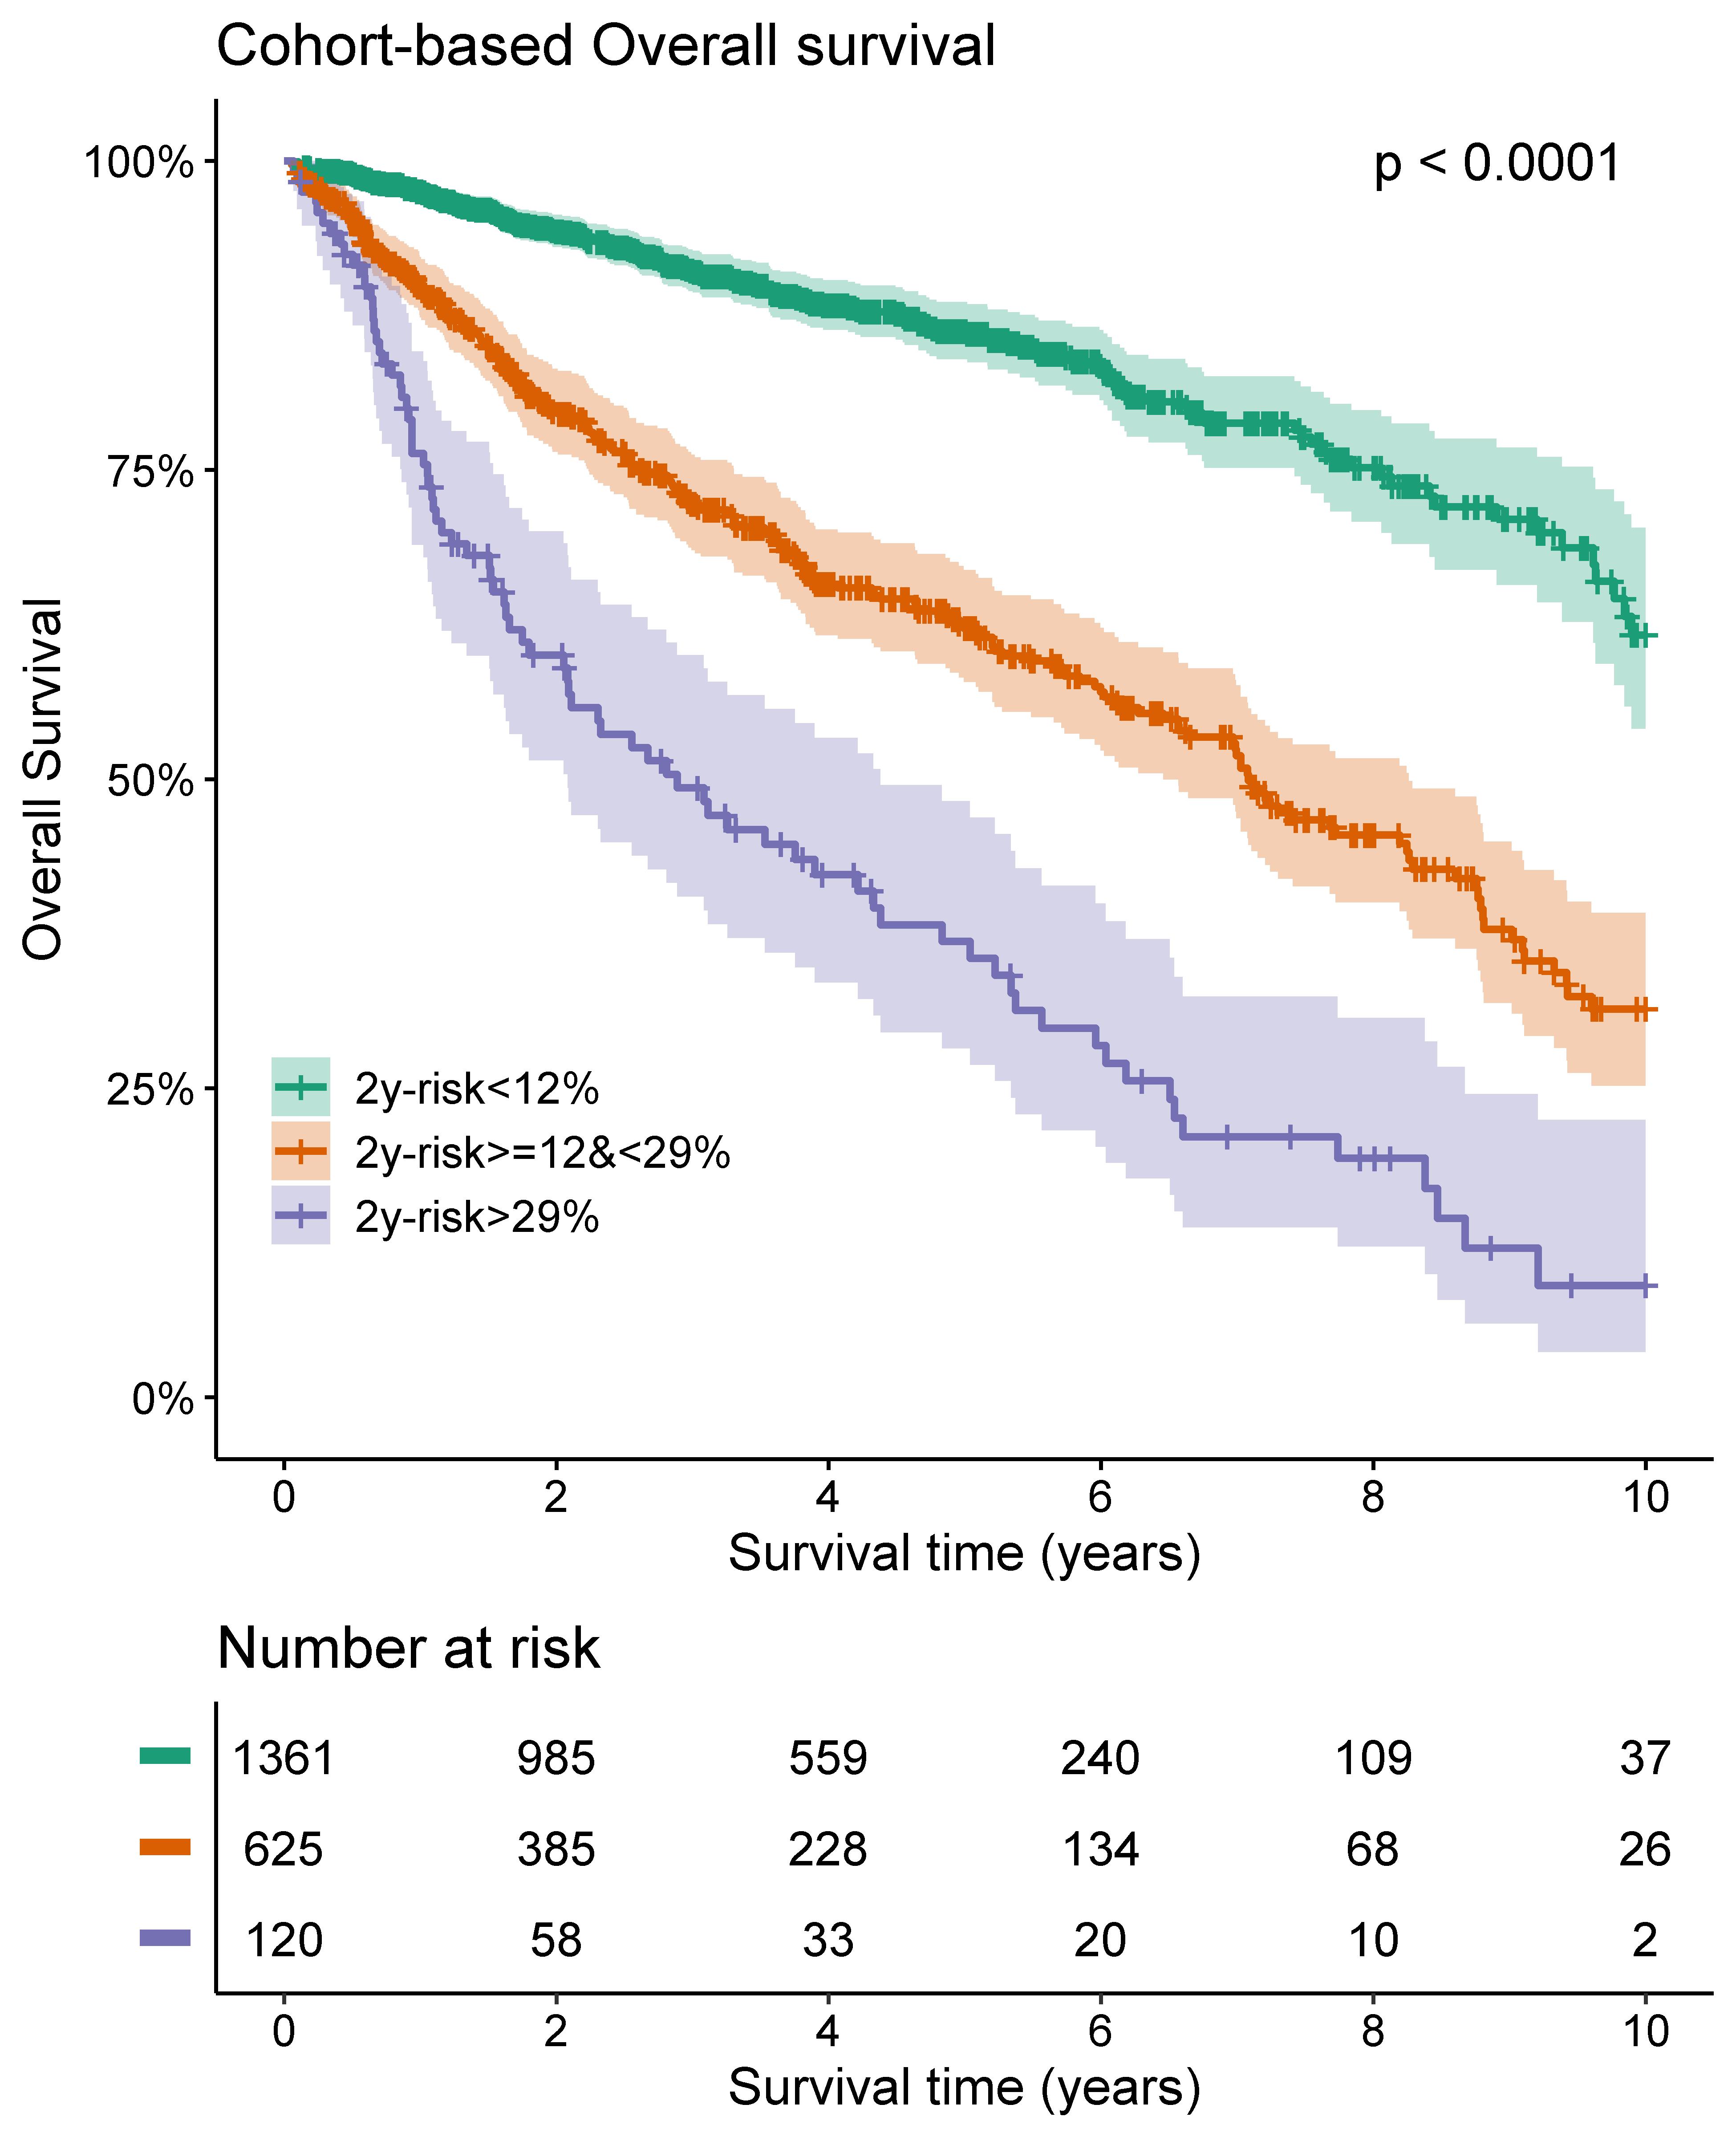 Cohort-based Overall survival
p < 0.0001
100%
75%
50%
25%
0%
Overall Survival
2y-risk<12%
2y-risk>=12&<29%
2y-risk>29%
0 2 4 6 8 10
Survival time (years)
Number at risk
1361 985 559 240 109 37
625 385 228 134 68 26
120 58 33 20 10 2
0 2 4 6 8 10
Survival time (years)